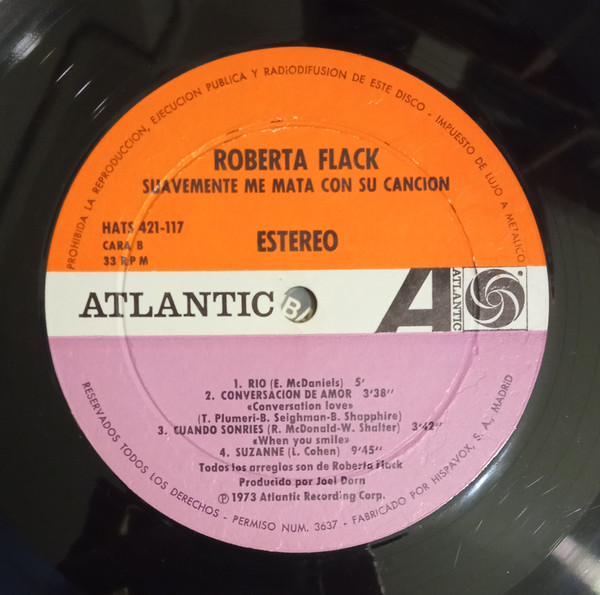 PROHIBIDA LA REPRODUCCION, EJECUCION PUBLICA Y RADIODIFUSION DE ESTE DISCO - IMPUESTO DE LUJO A METALICO
ROBERTA FLACK
SUAVEMENTE ME MATA CON SU CANCION
HATS 421-117
CARA B
33 RPM
ESTEREO
ATLANTIC
BA
A
ATLANTIC
1. RIO (E. McDaniels) 5'
2. CONVERSACION DE AMOR 3'38''
«Conversation love»
(T. Plumeri-B. Seighman-B. Shapphire)
3. CUANDO SONRIES (R. McDonald-W. Shalter) 3'42''
«When you smile»
4. SUZANNE (L. Cohen) 9'45''
Todos los arreglos son de Roberta Flack
Producido por Joel Dorn
Ⓟ 1973 Atlantic Recording Corp.
RESERVADOS TODOS LOS DERECHOS - PERMISO NUM. 3637 - FABRICADO POR HISPAVOX, S. A., MADRID